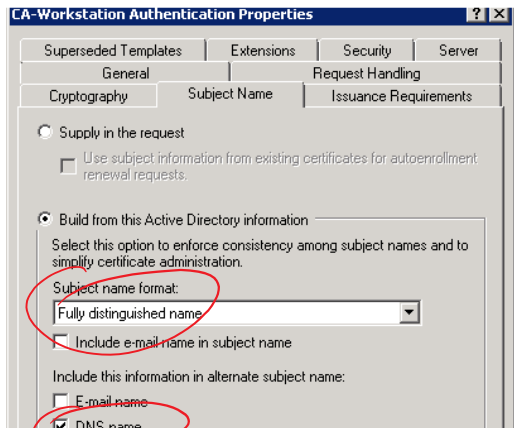 CA-Workstation Authentication Properties
Superseded Templates Extensions Security Server
General Request Handling
Cryptography Subject Name Issuance Requirements
Supply in the request
Use subject information from existing certificates for autoenrollment
renewal requests.
Build from this Active Directory information
Select this option to enforce consistency among subject names and to
simplify certificate administration.
Subject name format:
Fully distinguished name
Include e-mail name in subject name
Include this information in alternate subject name:
E-mail name
DNS name